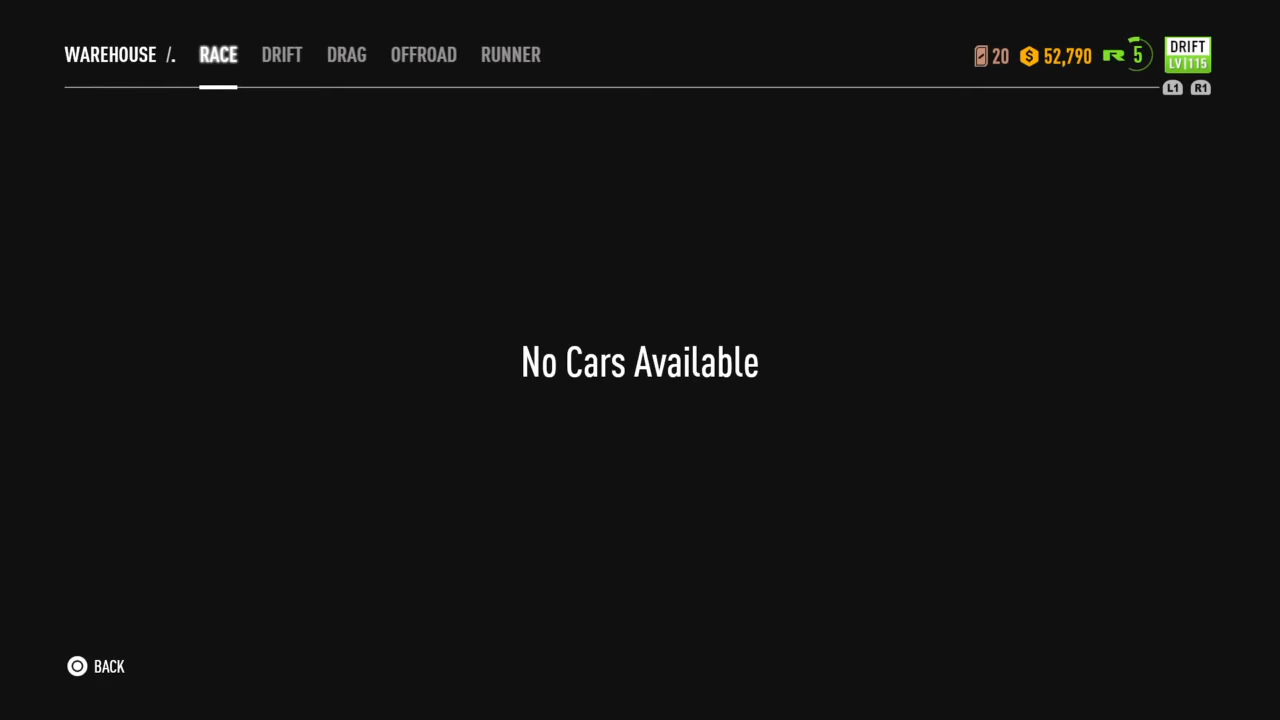 WAREHOUSE /. RACE DRIFT DRAG OFFROAD RUNNER 20 52,790 R 5 DRIFT
LV|115
L1 R1
No Cars Available
BACK